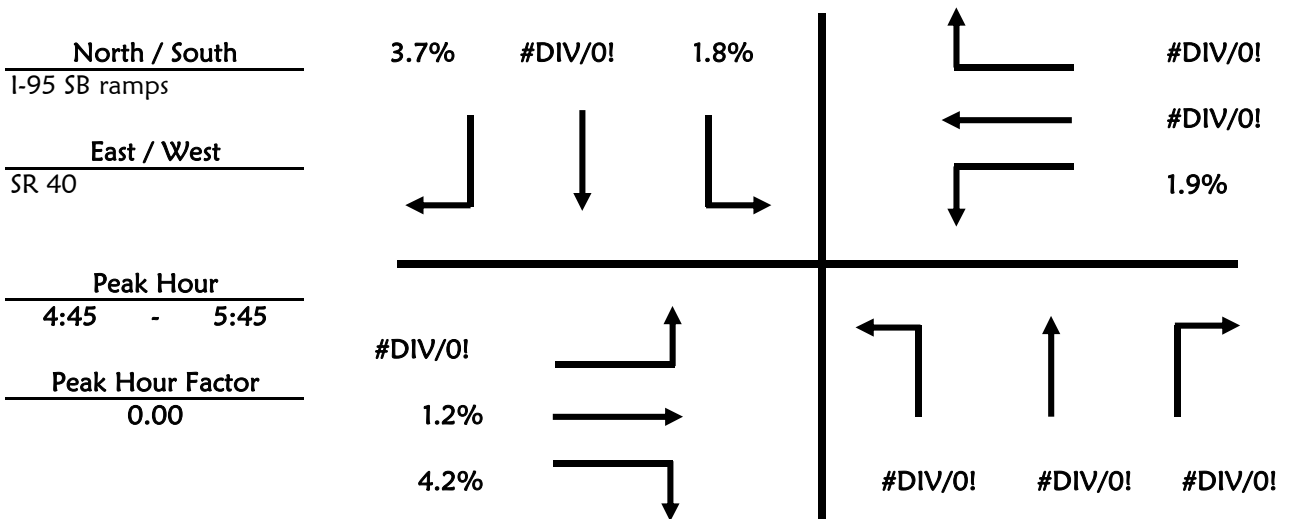 North / South
I-95 SB ramps
East / West
SR 40
Peak Hour
4:45 - 5:45
Peak Hour Factor
0.00
3.7% #DIV/0! 1.8%
#DIV/0!
#DIV/0!
1.9%
#DIV/0!
1.2%
4.2%
#DIV/0! #DIV/0! #DIV/0!